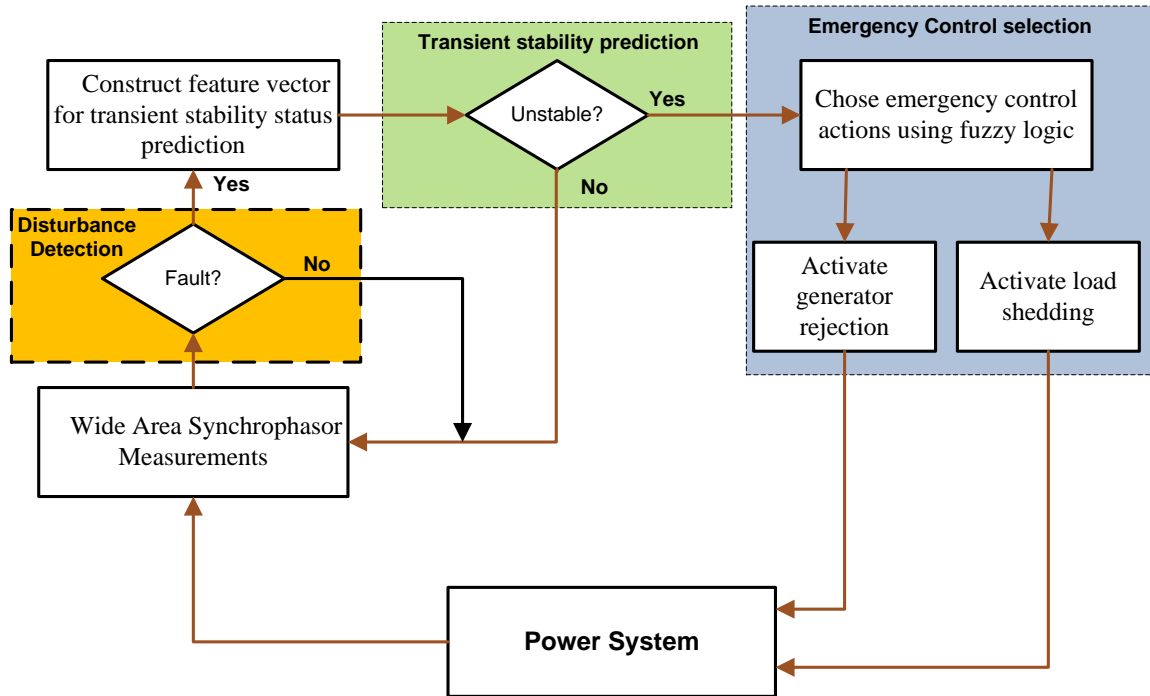 Transient stability prediction
Emergency Control selection
Construct feature vector
for transient stability status
prediction
Unstable?
Yes
Chose emergency control
actions using fuzzy logic
No
Yes
Disturbance
Detection
Fault?
No
Activate
generator
rejection
Activate load
shedding
Wide Area Synchrophasor
Measurements
Power System